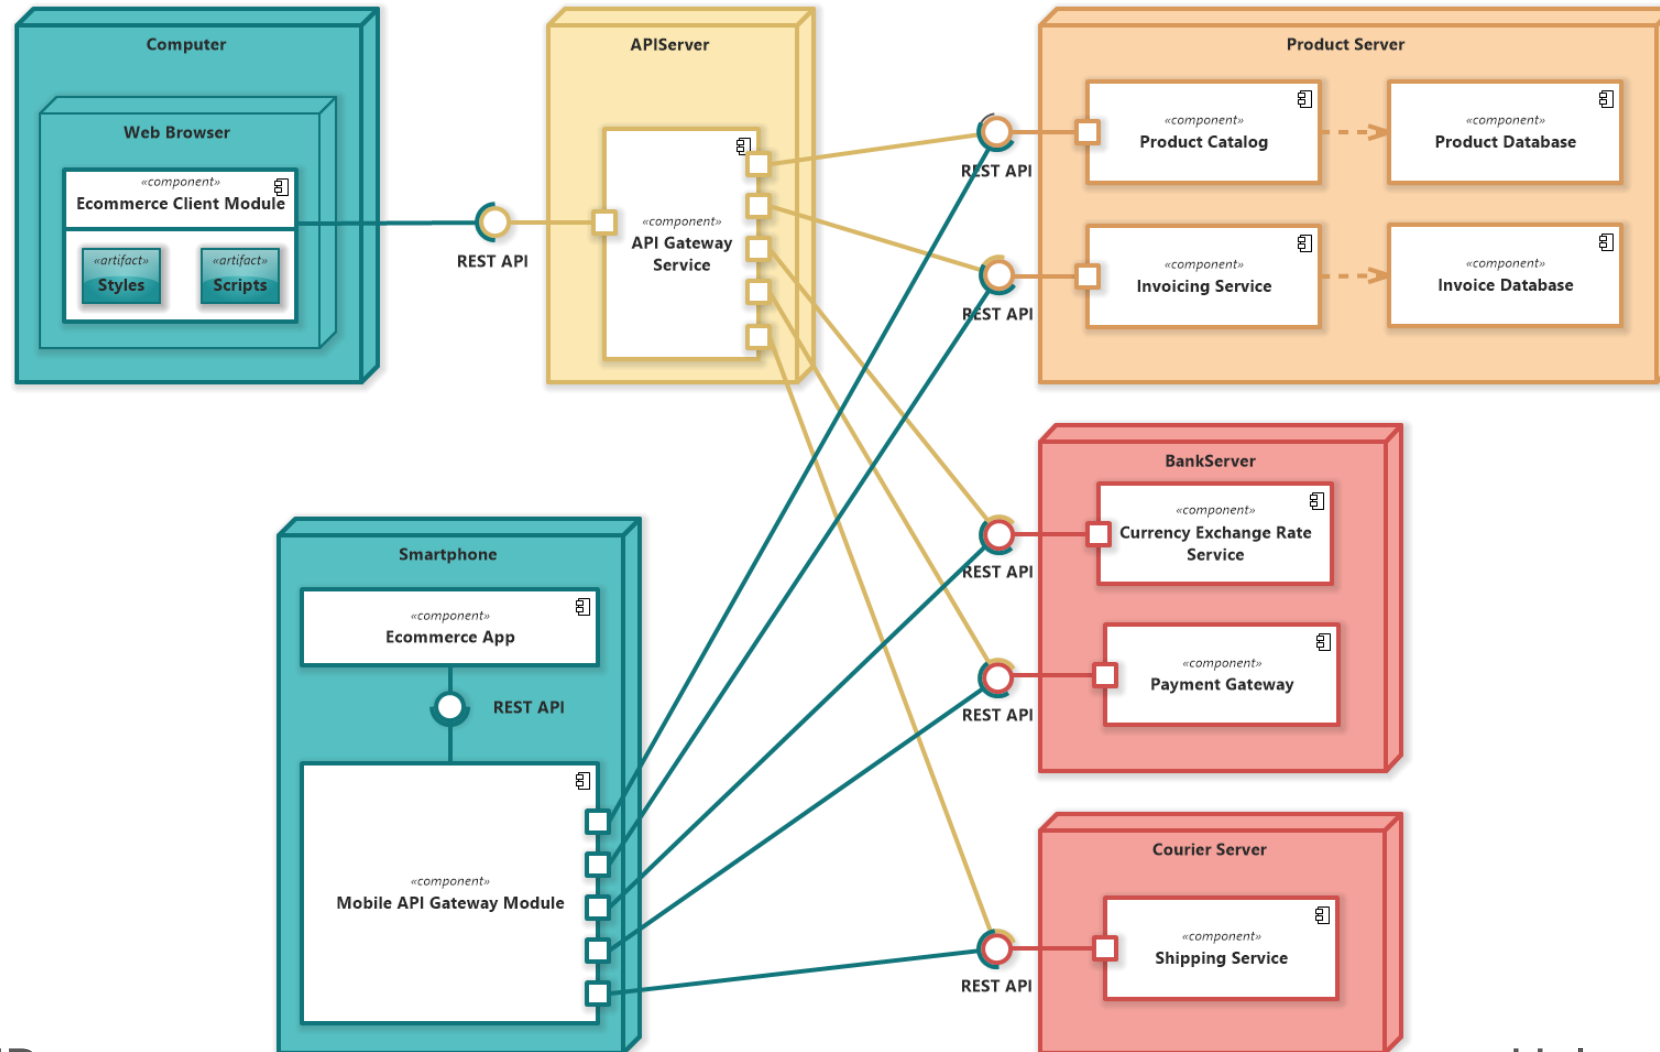 Computer
Web Browser
«component»
Ecommerce Client Module
«artifact»
Styles
«artifact»
Scripts
REST API
APIServer
«component»
API Gateway
Service
Product Server
«component»
Product Catalog
«component»
Product Database
REST API
«component»
Invoicing Service
«component»
Invoice Database
REST API
BankServer
«component»
Currency Exchange Rate
Service
REST API
«component»
Payment Gateway
REST API
Smartphone
«component»
Ecommerce App
REST API
«component»
Mobile API Gateway Module
Courier Server
«component»
Shipping Service
REST API